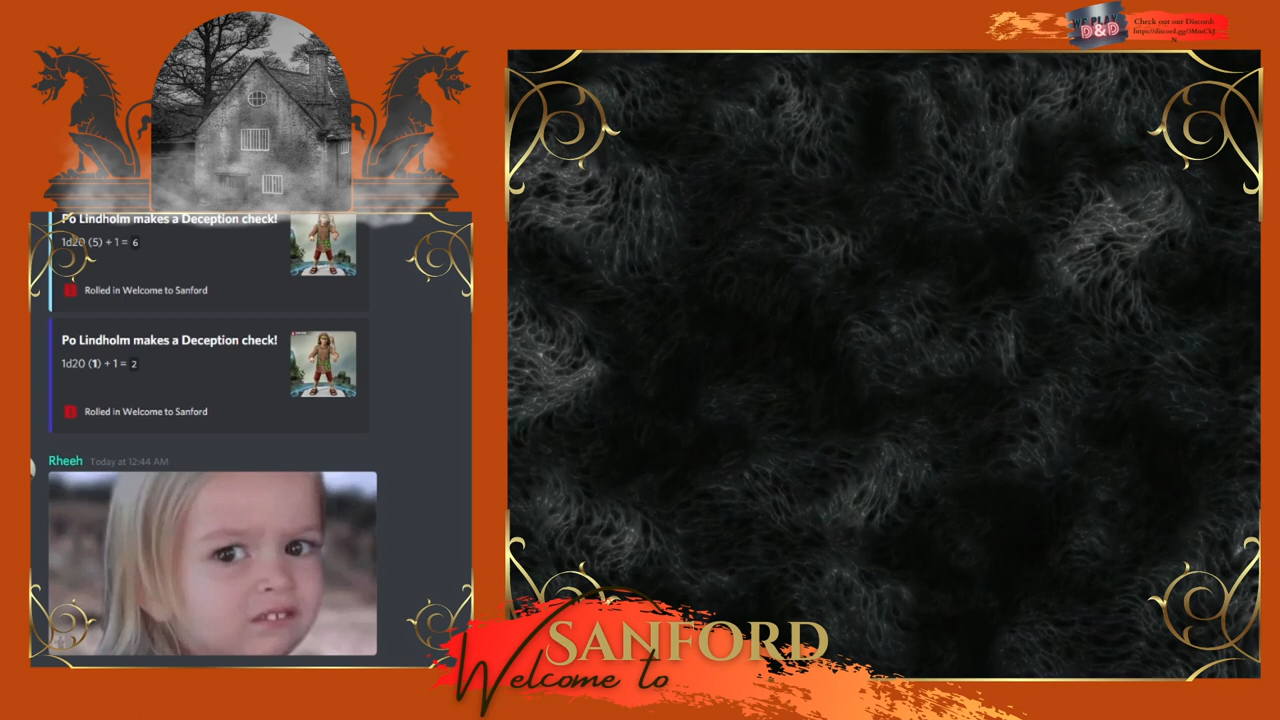 WE PLAY
D&D
Check out our Discord:
Po Lindholm makes a Deception check!
1d20 (5) + 1 = 6
Rolled in Welcome to Sanford
Po Lindholm makes a Deception check!
1d20 (1) + 1 = 2
Rolled in Welcome to Sanford
Rheeh Today at 12:44 AM
SANFORD
Welcome to